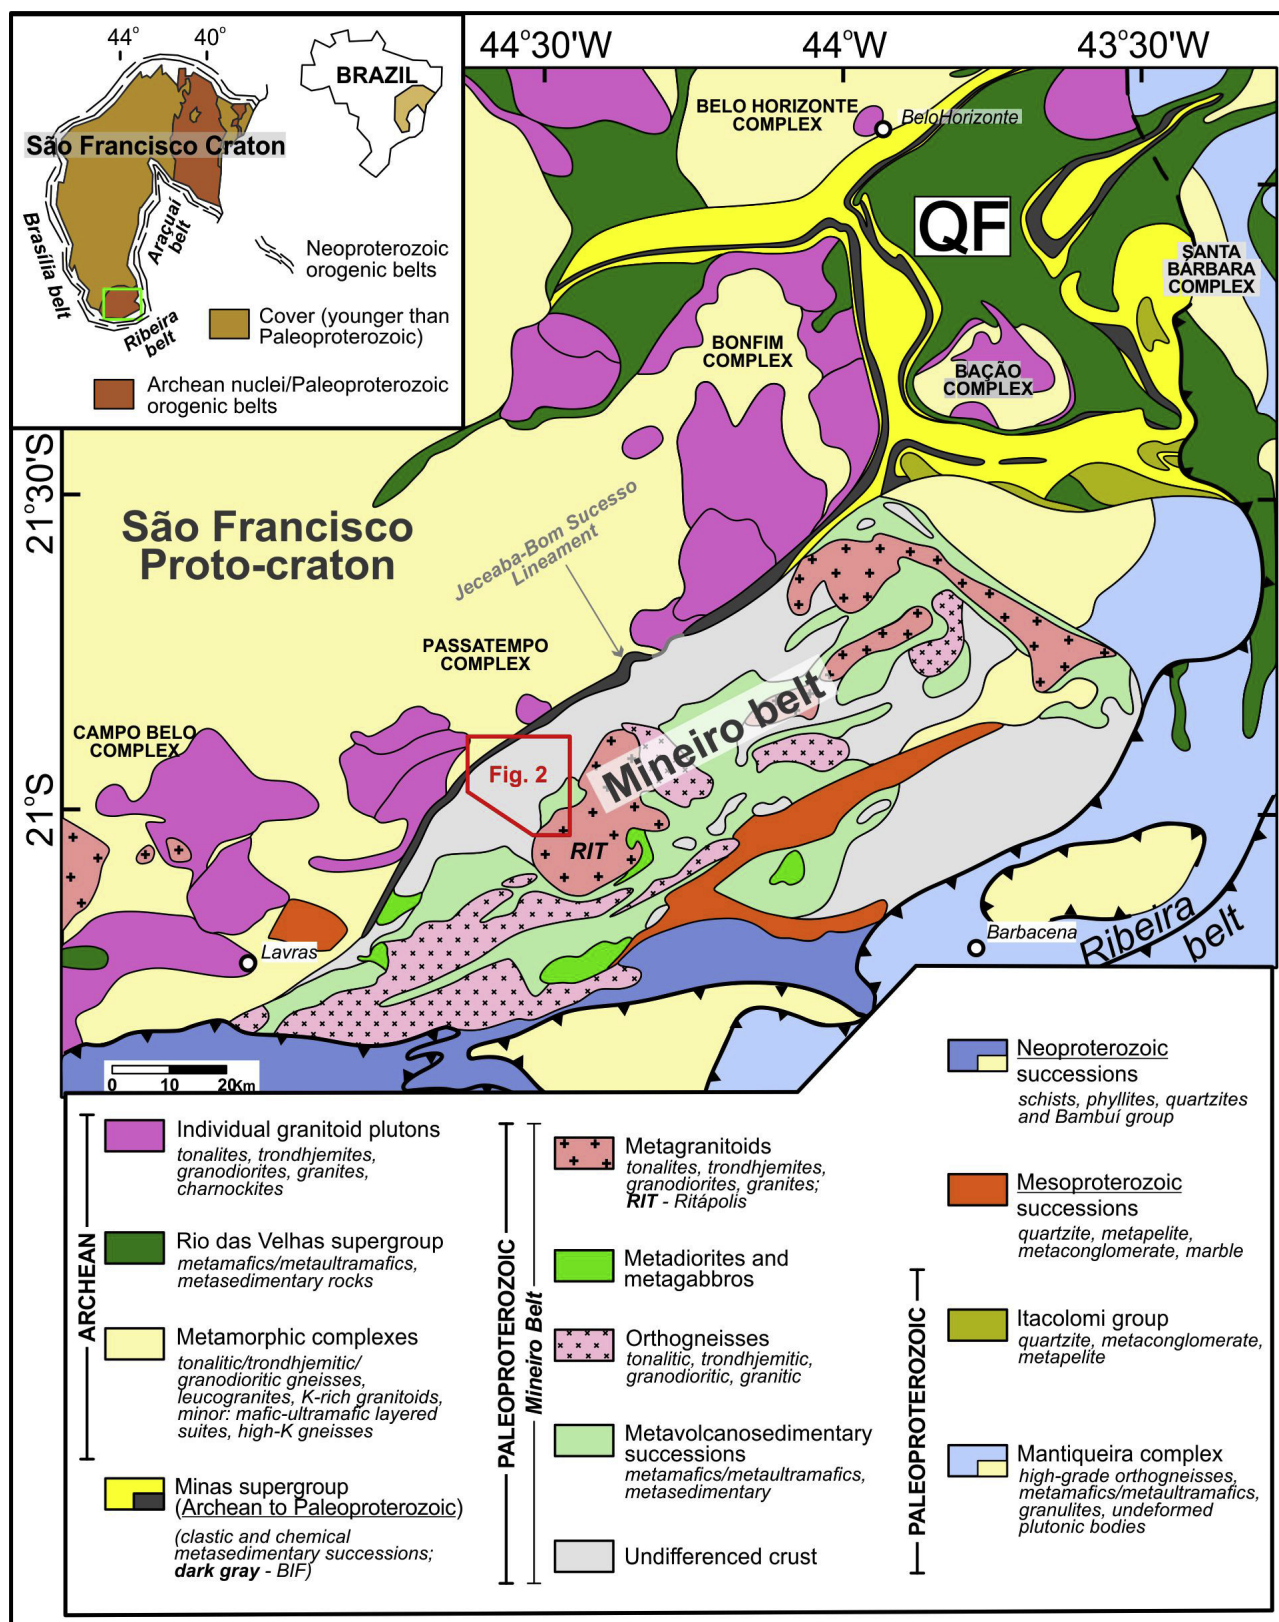 44° 40°
BRAZIL
São Francisco Craton
Brasília belt
Araçuaí
belt
Ribeira
belt
Neoproterozoic
orogenic belts
Cover (younger than
Paleoproterozoic)
Archean nuclei/Paleoproterozoic
orogenic belts
44°30'W 44°W 43°30'W
21°30'S
21°S
BELO HORIZONTE
COMPLEX
BeloHorizonte
QF
SANTA
BÁRBARA
COMPLEX
BONFIM
COMPLEX
BAÇÃO
COMPLEX
São Francisco
Proto-craton
Jeceaba-Bom Sucesso
Lineament
PASSATEMPO
COMPLEX
CAMPO BELO
COMPLEX
Mineiro belt
Fig. 2
RIT
Lavras
Barbacena
Ribeira
belt
0 10 20Km
ARCHEAN
Individual granitoid plutons
tonalites, trondhjemites,
granodiorites, granites,
charnockites
Rio das Velhas supergroup
metamafics/metaultramafics,
metasedimentary rocks
Metamorphic complexes
tonalitic/trondhjemitic/
granodioritic gneisses,
leucogranites, K-rich granitoids,
minor: mafic-ultramafic layered
suites, high-K gneisses
Minas supergroup
(Archean to Paleoproterozoic)
(clastic and chemical
metasedimentary successions;
dark gray - BIF)
PALEOPROTEROZOIC
Mineiro Belt
Metagranitoids
tonalites, trondhjemites,
granodiorites, granites;
RIT - Ritápolis
Metadiorites and
metagabbros
Orthogneisses
tonalitic, trondhjemitic,
granodioritic, granitic
Metavolcanosedimentary
successions
metamafics/metaultramafics,
metasedimentary
Undifferenced crust
Neoproterozoic
successions
schists, phyllites, quartzites
and Bambuí group
Mesoproterozoic
successions
quartzite, metapelite,
metaconglomerate, marble
PALEOPROTEROZOIC
Itacolomi group
quartzite, metaconglomerate,
metapelite
Mantiqueira complex
high-grade orthogneisses,
metamafics/metaultramafics,
granulites, undeformed
plutonic bodies